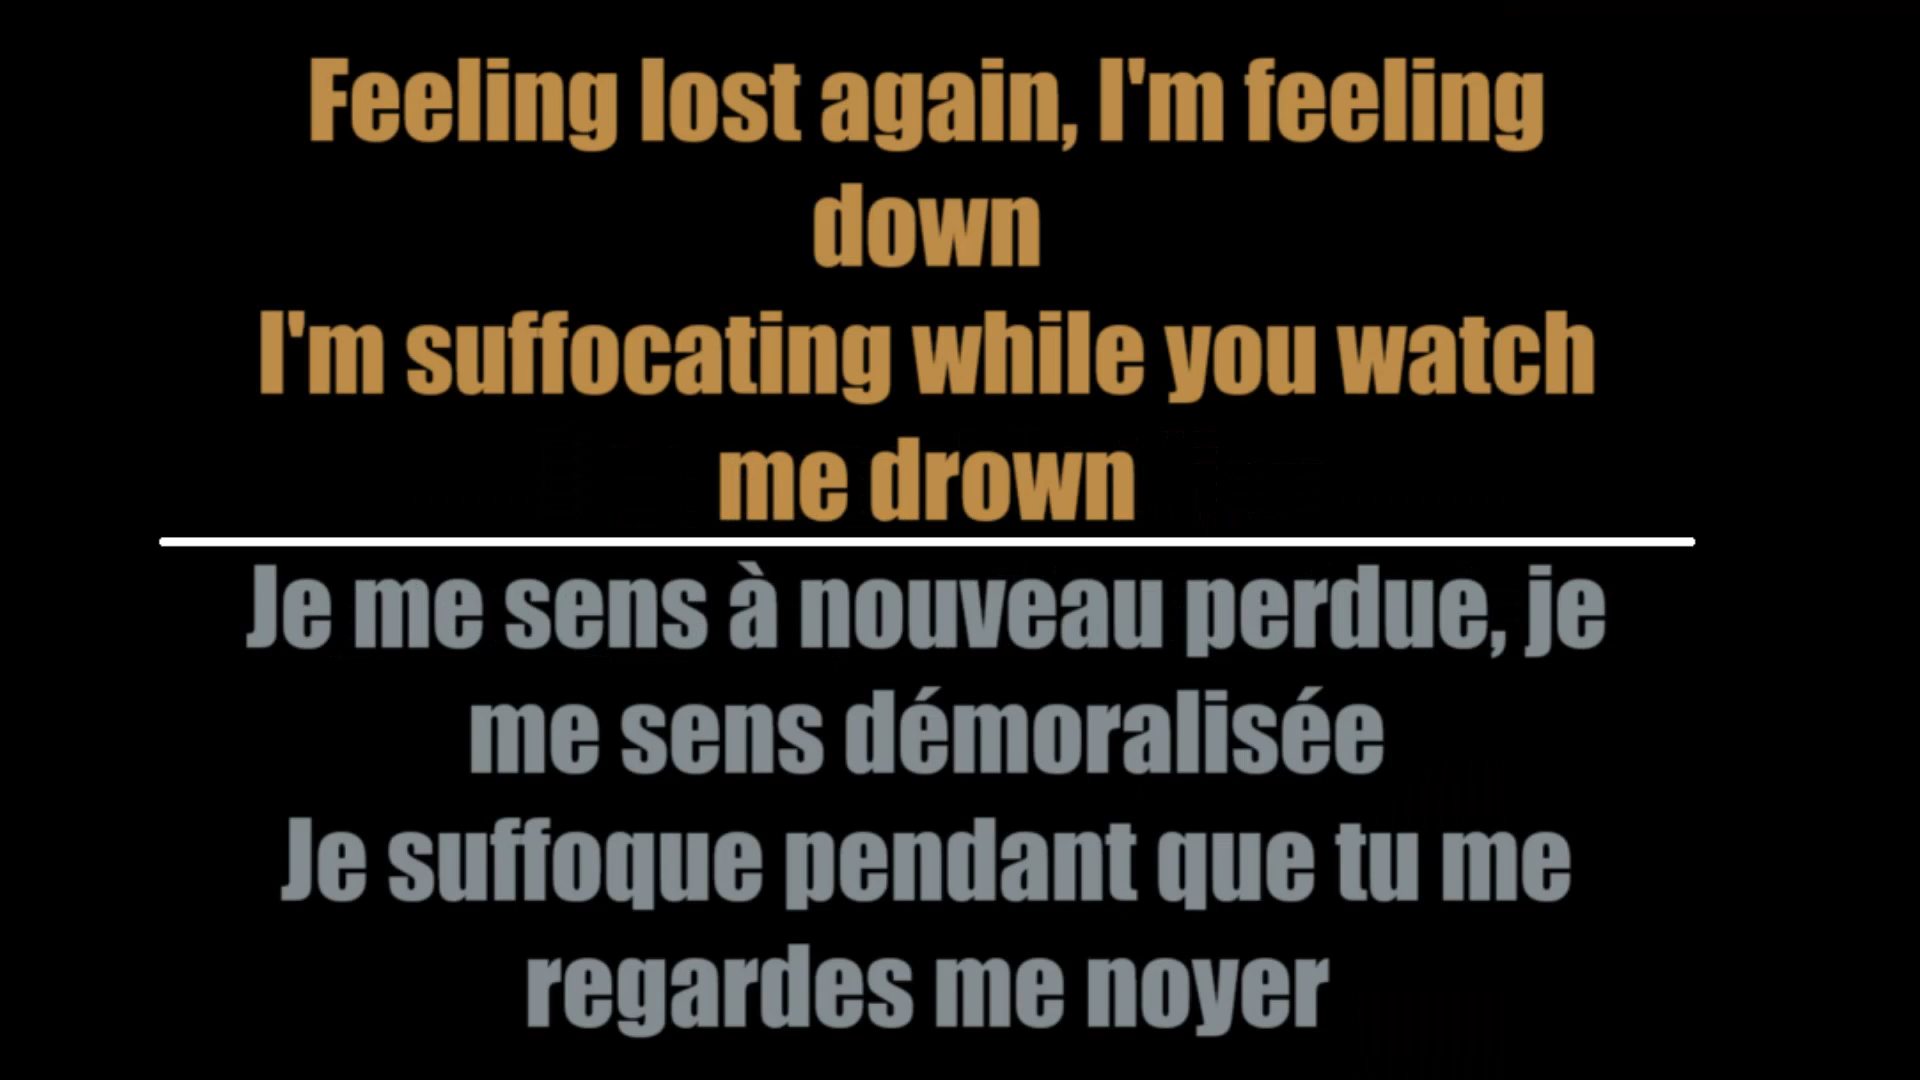 Feeling lost again, I'm feeling
down
I'm suffocating while you watch
me drown
Je me sens à nouveau perdue, je
me sens démoralisée
Je suffoque pendant que tu me
regardes me noyer